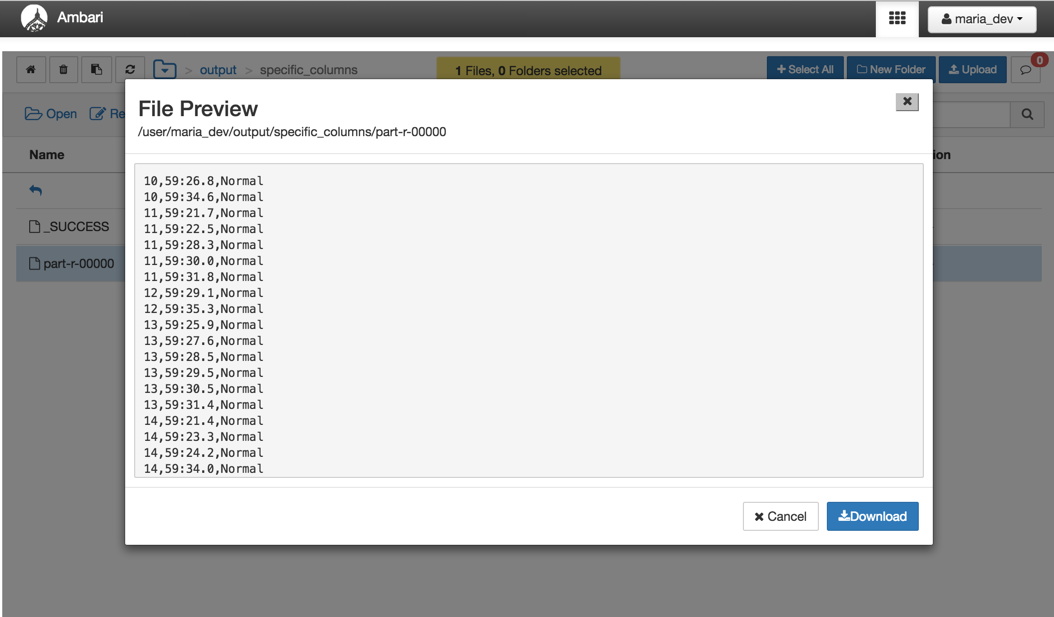 Ambari
maria_dev
> output > specific_columns
1 Files, 0 Folders selected
Select All
New Folder
Upload
0
Open
Re
File Preview
/user/maria_dev/output/specific_columns/part-r-00000
Name
ion
_SUCCESS
part-r-00000
10,59:26.8,Normal
10,59:34.6,Normal
11,59:21.7,Normal
11,59:22.5,Normal
11,59:28.3,Normal
11,59:30.0,Normal
11,59:31.8,Normal
12,59:29.1,Normal
12,59:35.3,Normal
13,59:25.9,Normal
13,59:27.6,Normal
13,59:28.5,Normal
13,59:29.5,Normal
13,59:30.5,Normal
13,59:31.4,Normal
14,59:21.4,Normal
14,59:23.3,Normal
14,59:24.2,Normal
14,59:34.0,Normal
Cancel
Download